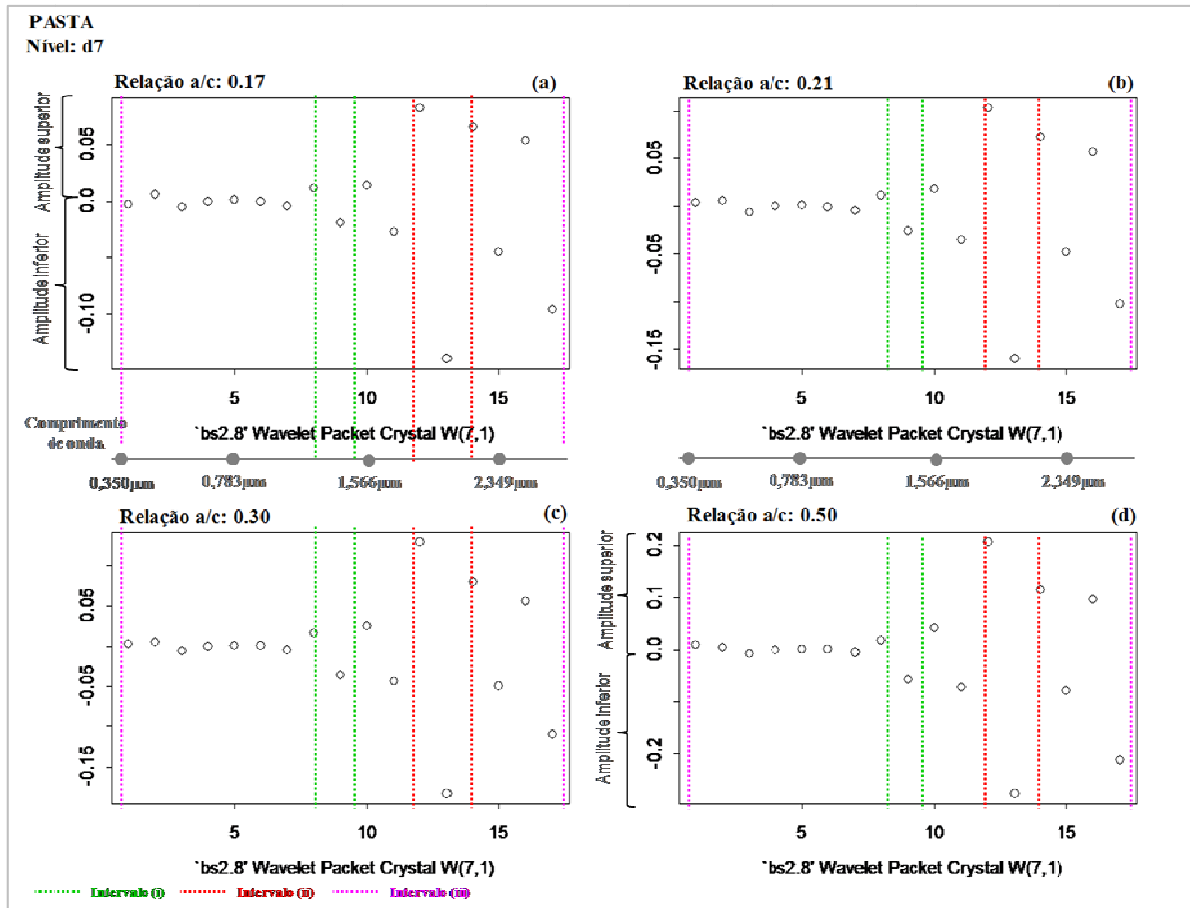 PASTA
Nível: d7
Relação a/c: 0.17
(a)
Amplitude superior
Amplitude Inferior
0.05
0.0
-0.10
5 10 15
`bs2.8' Wavelet Packet Crystal W(7,1)
Relação a/c: 0.21
(b)
0.05
-0.05
-0.15
5 10 15
`bs2.8' Wavelet Packet Crystal W(7,1)
Comprimento
de onda
0,350µm 0,783µm 1,566µm 2,349µm
0,350µm 0,783µm 1,566µm 2,349µm
Relação a/c: 0.30
(c)
0.05
-0.05
-0.15
5 10 15
`bs2.8' Wavelet Packet Crystal W(7,1)
Relação a/c: 0.50
(d)
Amplitude superior
Amplitude Inferior
0.2
0.1
0.0
-0.2
5 10 15
`bs2.8' Wavelet Packet Crystal W(7,1)
Intervalo (i) Intervalo (ii) Intervalo (iii)